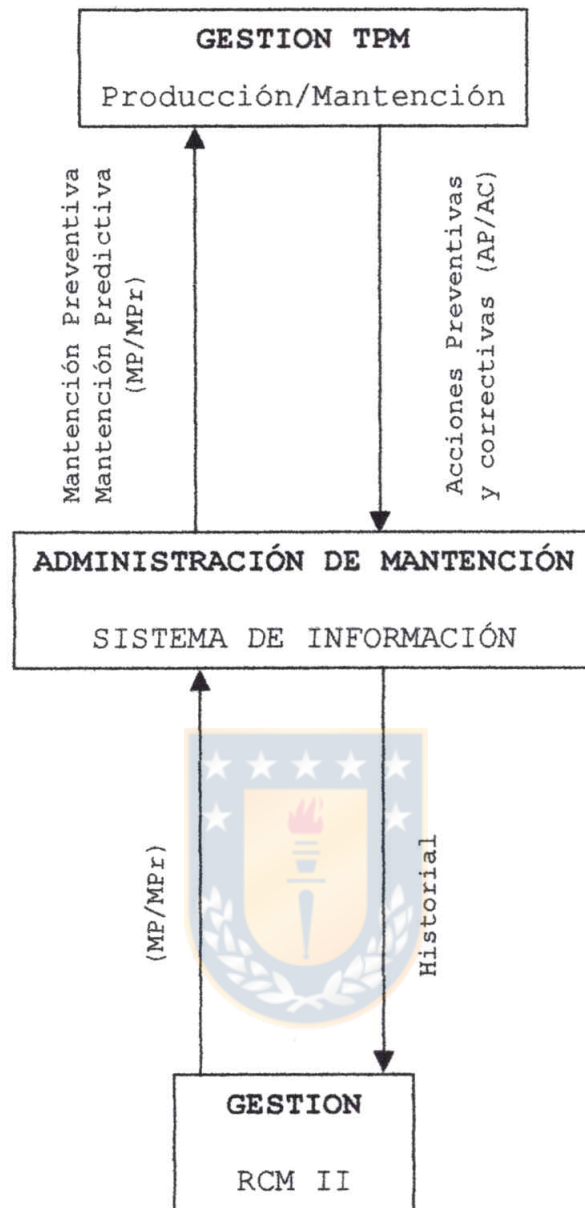 GESTION TPM
Producción/Mantención
Mantención Preventiva
Mantención Predictiva
(MP/MPr)
Acciones Preventivas
y correctivas (AP/AC)
ADMINISTRACIÓN DE MANTENCIÓN
SISTEMA DE INFORMACIÓN
(MP/MPr)
Historial
GESTION
RCM II